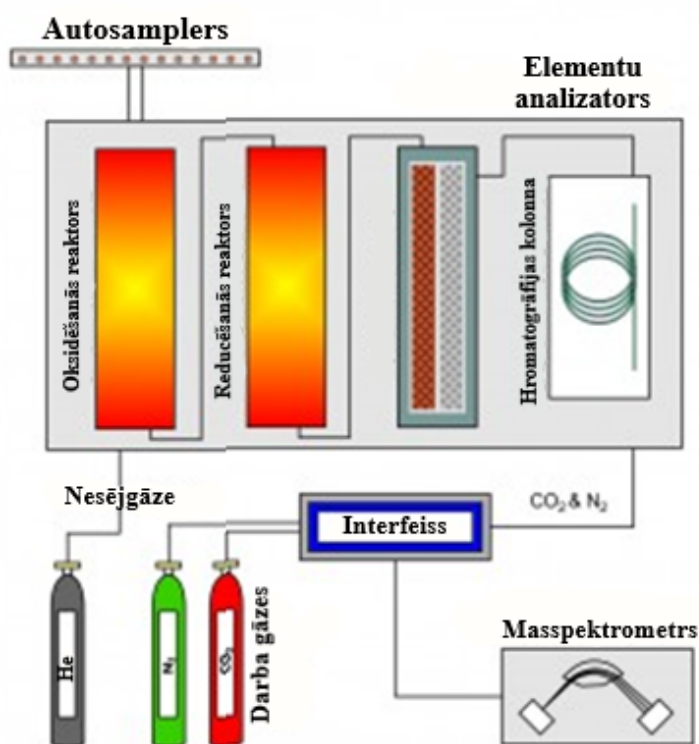 Autosamplers
Elementu
analizators
Oksidēšanās reaktors
Reducēšanās reaktors
Hromatogrāfijas kolonna
Nesējgāze
CO₂ & N₂
Interfeiss
He
N₂
CO₂
Darba gāzes
Masspektrometrs